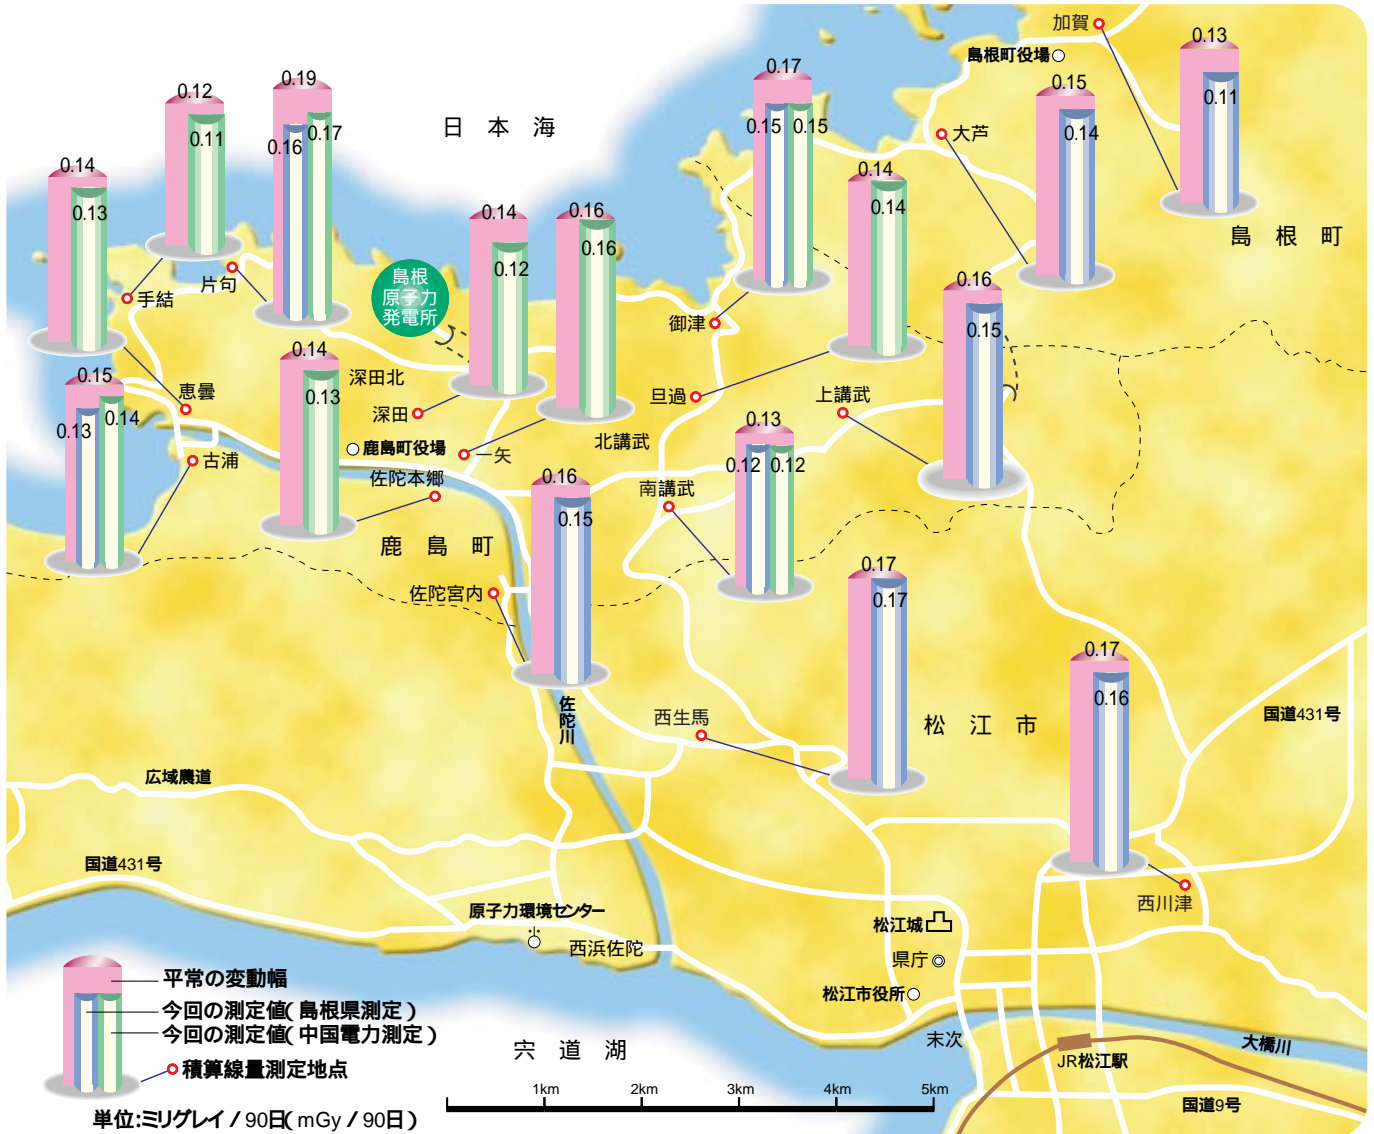 加賀
島根町役場
0.13
0.11
0.15
0.14
大芦
島根町
0.17
0.15
0.15
日本海
0.19
0.16
0.17
0.12
0.11
0.14
0.13
手結
片句
島根
原子力
発電所
0.14
0.12
0.16
0.16
0.14
0.14
御津
0.16
0.15
旦過
上講武
0.14
0.13
深田北
深田
恵曇
0.15
0.13
0.14
古浦
鹿島町役場
一矢
北講武
佐陀本郷
0.13
0.12
0.12
南講武
0.16
0.15
鹿島町
佐陀宮内
0.17
0.17
0.17
0.16
佐陀川
西生馬
松江市
国道431号
広域農道
国道431号
西川津
原子力環境センター
西浜佐陀
松江城
県庁
松江市役所
末次
大橋川
JR松江駅
国道9号
宍道湖
平常の変動幅
今回の測定値(島根県測定)
今回の測定値(中国電力測定)
積算線量測定地点
1km
2km
3km
4km
5km
単位:ミリグレイ/90日(mGy/90日)